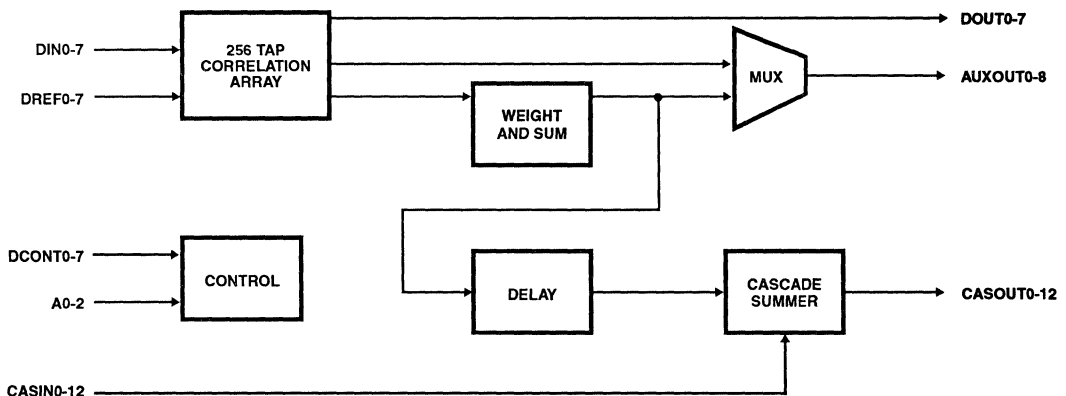 DOUT0-7
DIN0-7
256 TAP
CORRELATION
ARRAY
MUX
AUXOUT0-8
DREF0-7
WEIGHT
AND SUM
DCONT0-7
CONTROL
A0-2
DELAY
CASCADE
SUMMER
CASOUT0-12
CASIN0-12